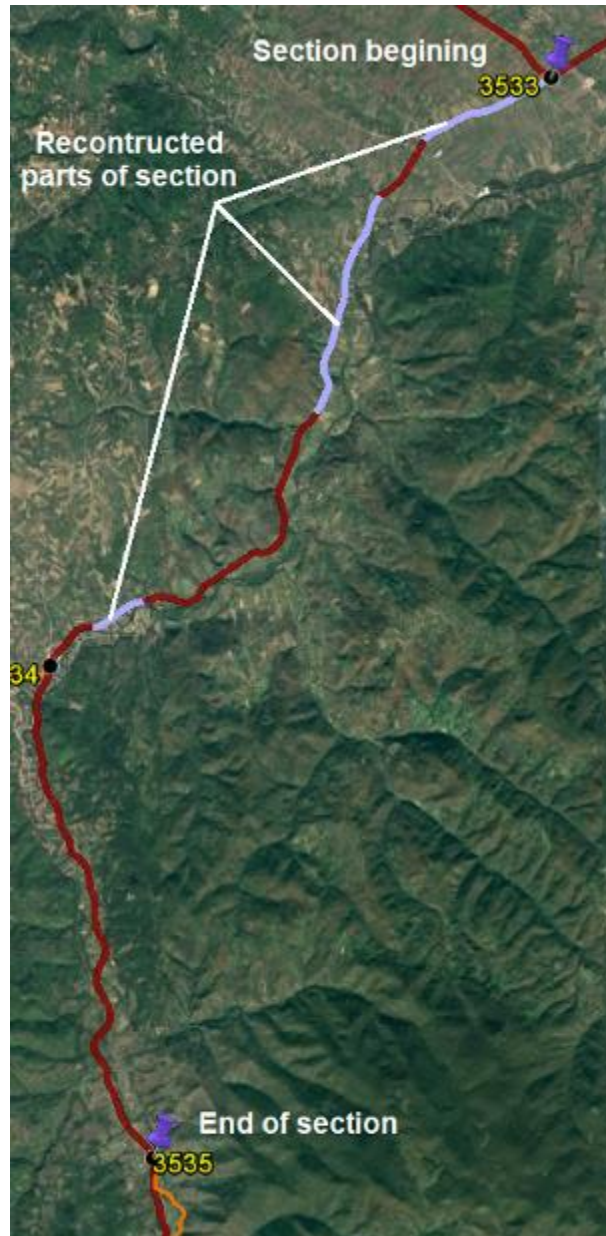 Section begining
3533
Recontructed
parts of section
34
End of section
3535